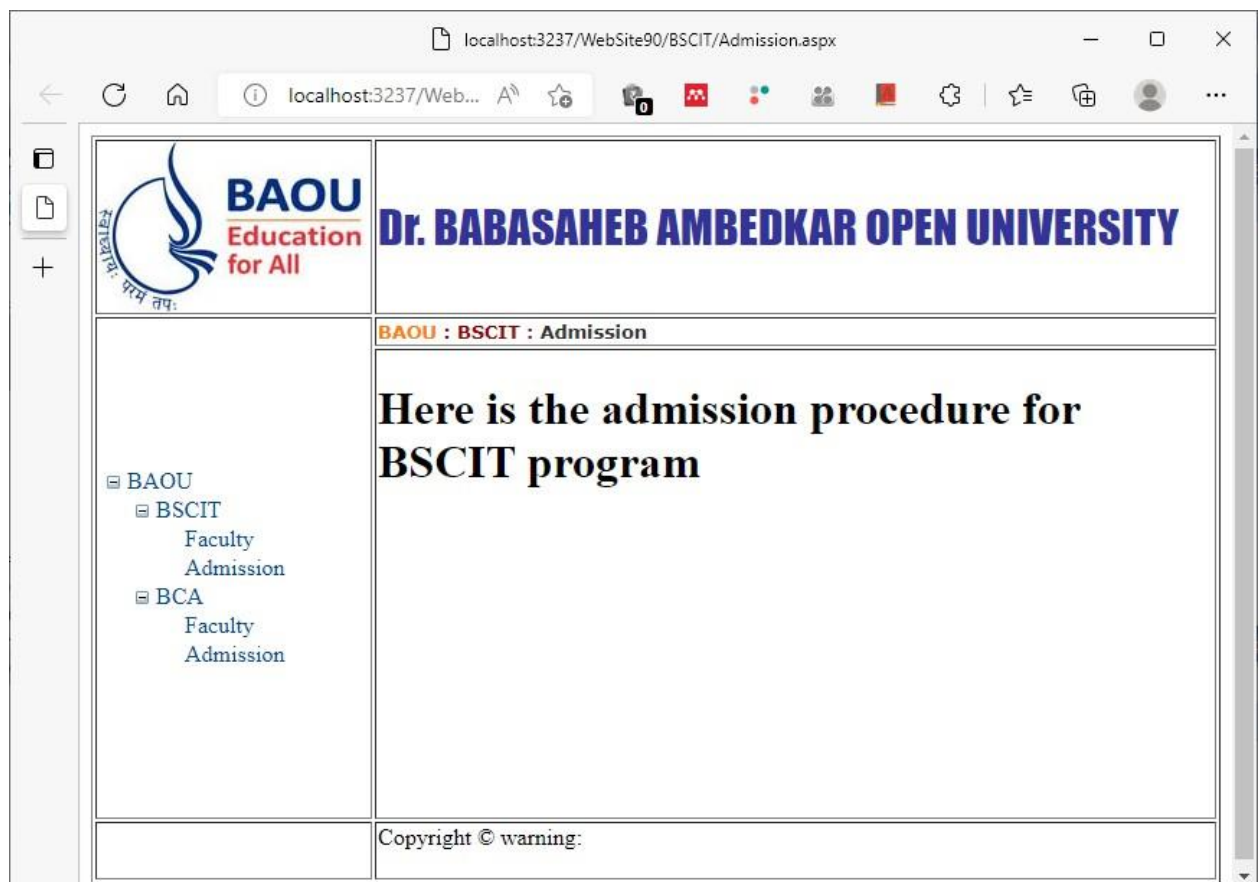 localhost:3237/WebSite90/BSCIT/Admission.aspx
localhost:3237/Web...
0
BAOU
Education
for All
स्वाध्यायः परमं तपः
Dr. BABASAHEB AMBEDKAR OPEN UNIVERSITY
BAOU : BSCIT : Admission
Here is the admission procedure for
BSCIT program
BAOU
BSCIT
Faculty
Admission
BCA
Faculty
Admission
Copyright © warning: